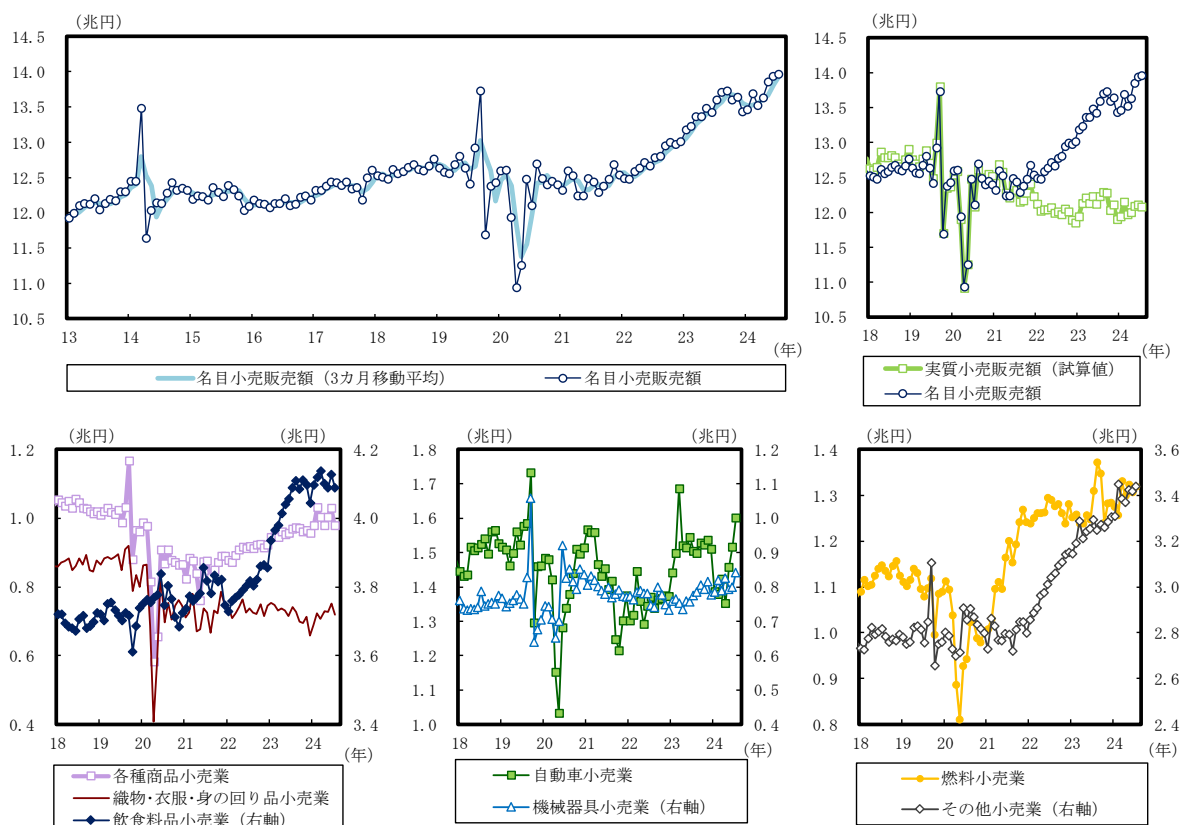 (兆円)
14.5
14.0
13.5
13.0
12.5
12.0
11.5
11.0
10.5
13 14 15 16 17 18 19 20 21 22 23 24
(年)
名目小売販売額(3カ月移動平均) 名目小売販売額
(兆円)
14.5
14.0
13.5
13.0
12.5
12.0
11.5
11.0
10.5
18 19 20 21 22 23 24
(年)
実質小売販売額(試算値)
名目小売販売額
(兆円) (兆円)
1.2 4.2
1.0 4.0
0.8 3.8
0.6 3.6
0.4 3.4
18 19 20 21 22 23 24
(年)
各種商品小売業
織物・衣服・身の回り品小売業
飲食料品小売業(右軸)
(兆円) (兆円)
1.8 1.2
1.7 1.1
1.6 1.0
1.5 0.9
1.4 0.8
1.3 0.7
1.2 0.6
1.1 0.5
1.0 0.4
18 19 20 21 22 23 24
(年)
自動車小売業
機械器具小売業(右軸)
(兆円) (兆円)
1.4 3.6
1.3 3.4
1.2 3.2
1.1 3.0
1.0 2.8
0.9 2.6
0.8 2.4
18 19 20 21 22 23 24
(年)
燃料小売業
その他小売業(右軸)